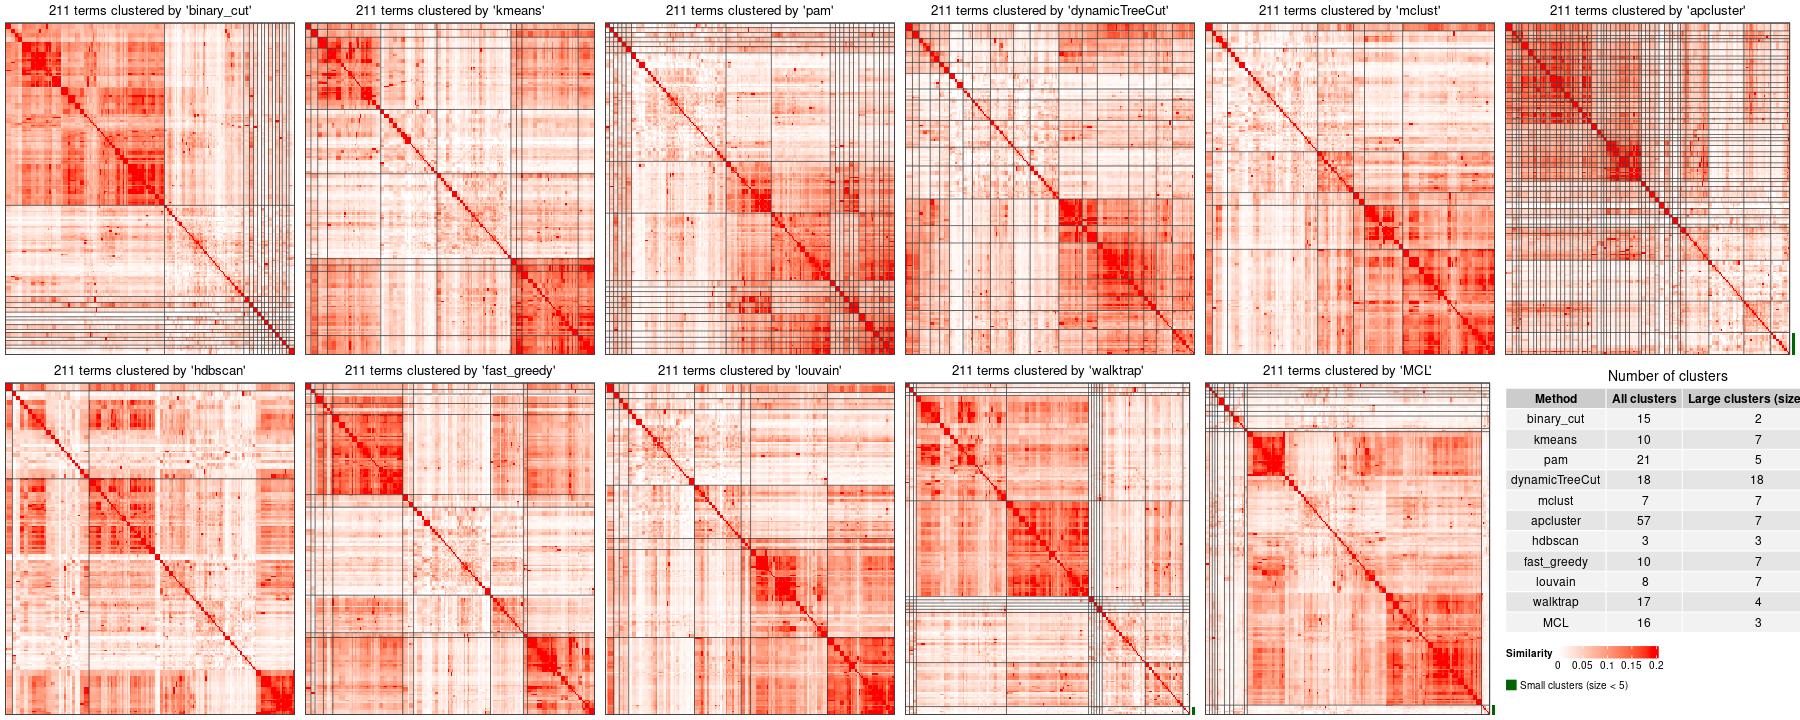 211 terms clustered by 'binary_cut'
211 terms clustered by 'kmeans'
211 terms clustered by 'pam'
211 terms clustered by 'dynamicTreeCut'
211 terms clustered by 'mclust'
211 terms clustered by 'apcluster'
211 terms clustered by 'hdbscan'
211 terms clustered by 'fast_greedy'
211 terms clustered by 'louvain'
211 terms clustered by 'walktrap'
211 terms clustered by 'MCL'
Number of clusters
Method All clusters Large clusters (size
binary_cut 15 2
kmeans 10 7
pam 21 5
dynamicTreeCut 18 18
mclust 7 7
apcluster 57 7
hdbscan 3 3
fast_greedy 10 7
louvain 8 7
walktrap 17 4
MCL 16 3
Similarity
0 0.05 0.1 0.15 0.2
Small clusters (size < 5)